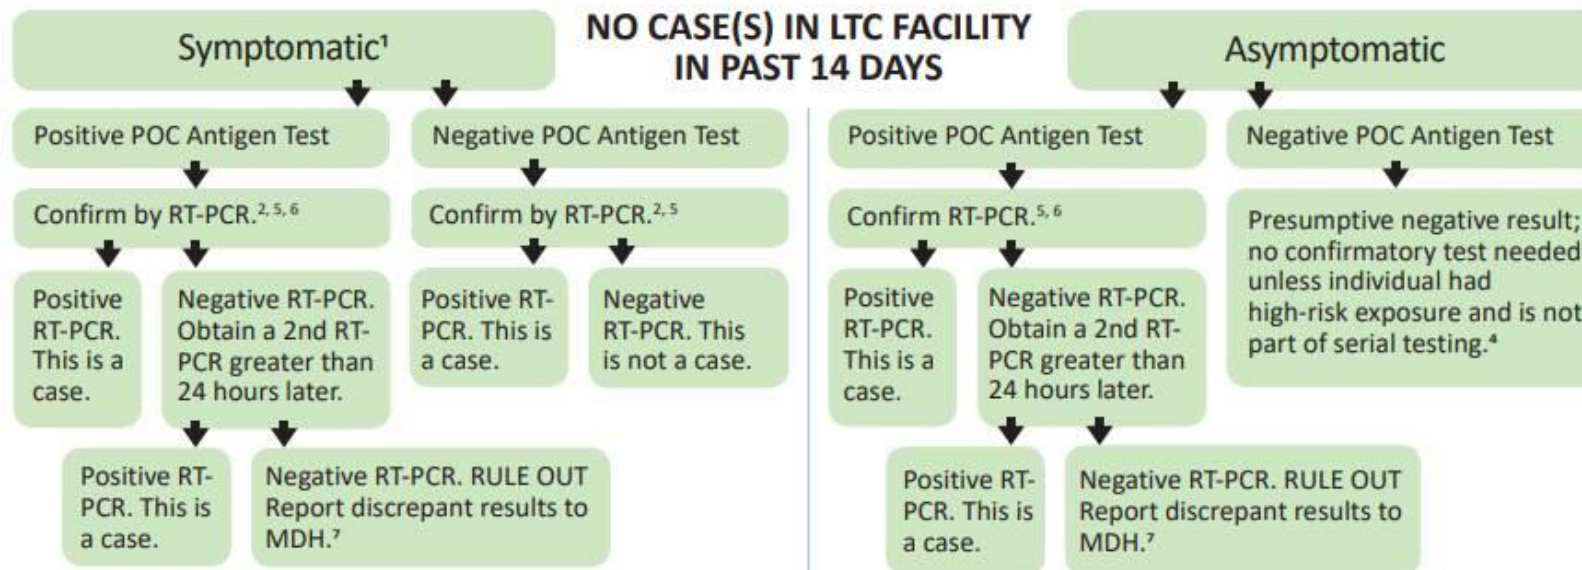 NO CASE(S) IN LTC FACILITY
IN PAST 14 DAYS
Symptomatic¹
Positive POC Antigen Test
Confirm by RT-PCR.²,⁵,⁶
Positive
RT-PCR.
This is a
case.
Negative RT-PCR.
Obtain a 2nd RT-
PCR greater than
24 hours later.
Positive RT-
PCR. This is
a case.
Negative RT-PCR. RULE OUT
Report discrepant results to
MDH.⁷
Negative POC Antigen Test
Confirm by RT-PCR.²,⁵
Positive RT-
PCR. This is
a case.
Negative
RT-PCR. This
is not a case.
Asymptomatic
Positive POC Antigen Test
Confirm RT-PCR.⁵,⁶
Positive
RT-PCR.
This is a
case.
Negative RT-PCR.
Obtain a 2nd RT-
PCR greater than
24 hours later.
Positive RT-
PCR. This is
a case.
Negative RT-PCR. RULE OUT
Report discrepant results to
MDH.⁷
Negative POC Antigen Test
Presumptive negative result;
no confirmatory test needed
unless individual had
high-risk exposure and is not
part of serial testing.⁴